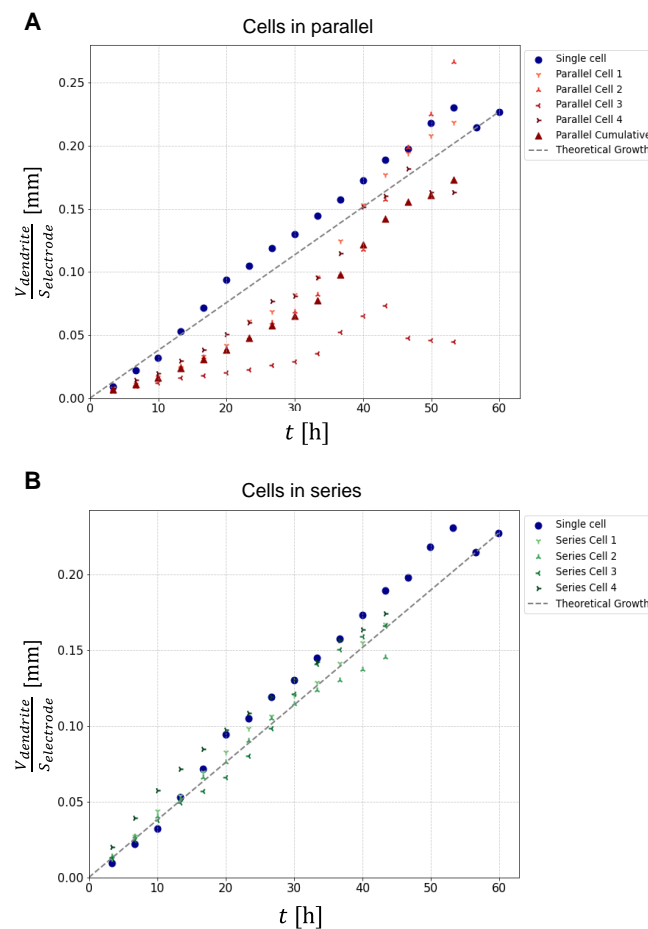 A
Cells in parallel
0.25
0.20
0.15
0.10
0.05
0.00
V_dendrite
S_electrode
[mm]
0 10 20 30 40 50 60
t [h]
Single cell
Parallel Cell 1
Parallel Cell 2
Parallel Cell 3
Parallel Cell 4
Parallel Cumulative
Theoretical Growth
B
Cells in series
0.20
0.15
0.10
0.05
0.00
V_dendrite
S_electrode
[mm]
0 10 20 30 40 50 60
t [h]
Single cell
Series Cell 1
Series Cell 2
Series Cell 3
Series Cell 4
Theoretical Growth